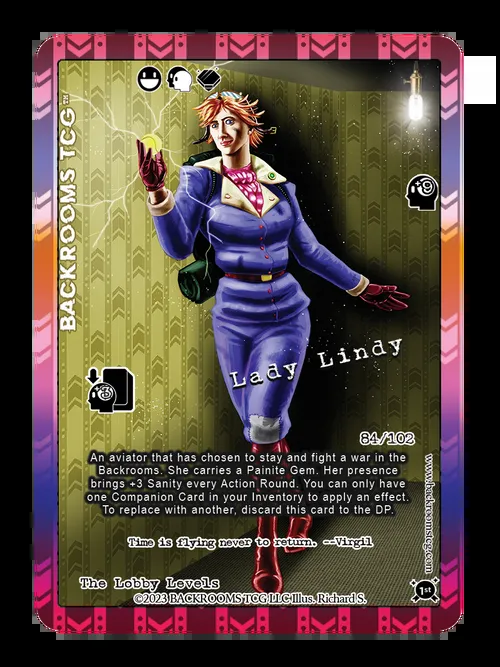 BACKROOMS TCG™
Lady Lindy
84/102
An aviator that has chosen to stay and fight a war in the
Backrooms. She carries a Painite Gem. Her presence
brings +3 Sanity every Action Round. You can only have
one Companion Card in your Inventory to apply an effect.
To replace with another, discard this card to the DP.
Time is flying never to return. --Virgil
www.backroomstcg.com
The Lobby Levels
©2023 BACKROOMS TCG LLC Illus. Richard S.
1st